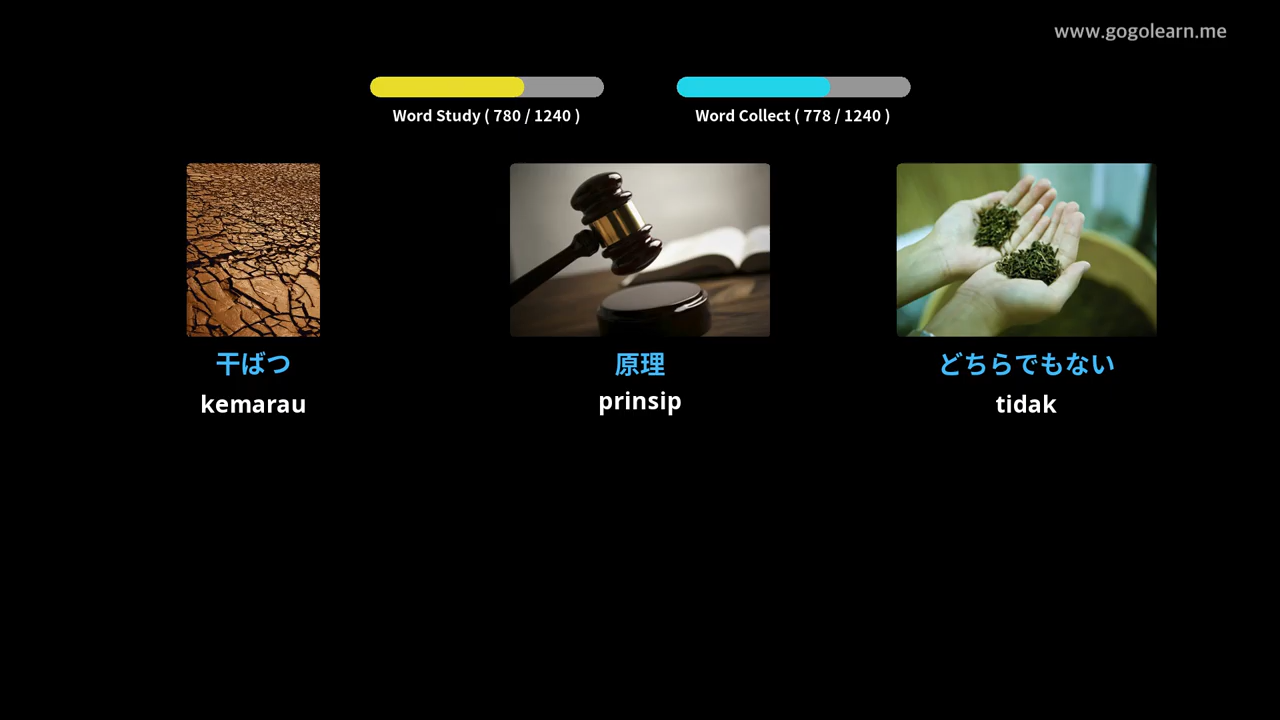 www.gogolearn.me
Word Study ( 780 / 1240 )
Word Collect ( 778 / 1240 )
干ばつ
原理
どちらでもない
kemarau
prinsip
tidak